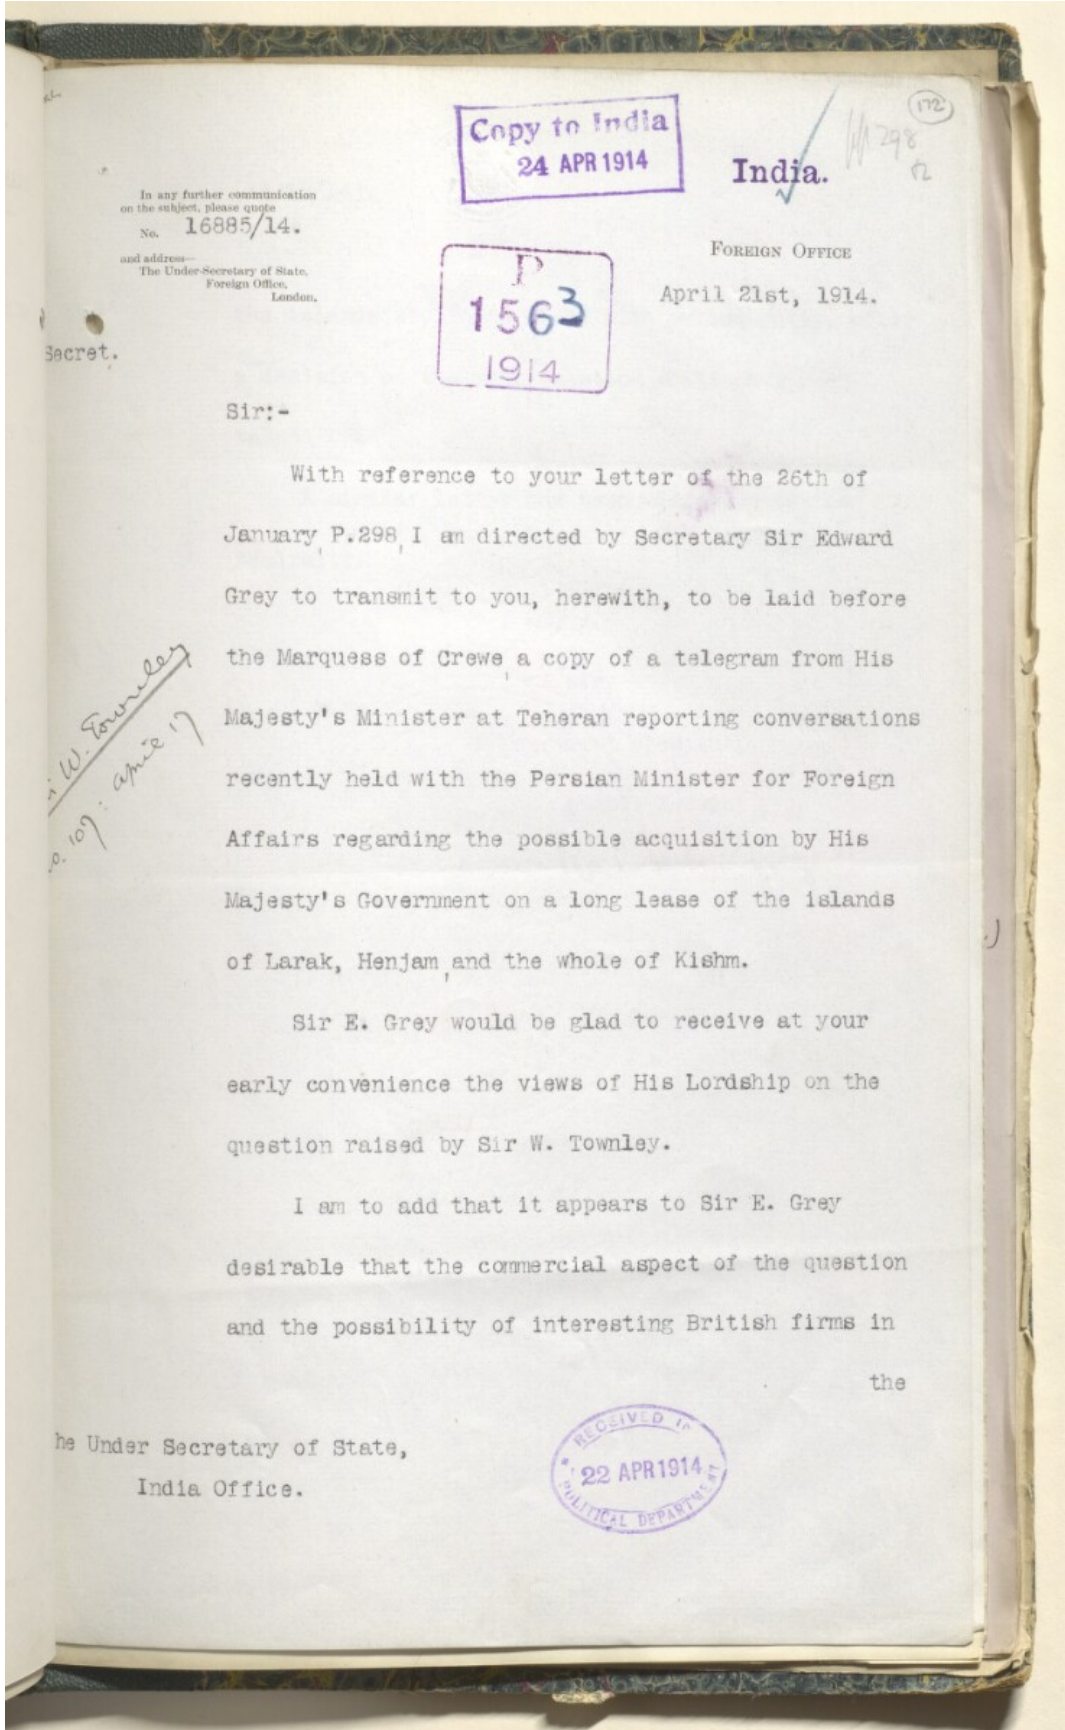 172
298
Copy to India
24 APR 1914
India.
In any further communication
on the subject, please quote
No. 16885/14.
and address—
The Under-Secretary of State,
Foreign Office,
London.
FOREIGN OFFICE
April 21st, 1914.
P
1563
1914
Secret.
Sir:-
With reference to your letter of the 26th of
January, P.298, I am directed by Secretary Sir Edward
Grey to transmit to you, herewith, to be laid before
the Marquess of Crewe, a copy of a telegram from His
Majesty's Minister at Teheran reporting conversations
recently held with the Persian Minister for Foreign
Affairs regarding the possible acquisition by His
Majesty's Government on a long lease of the islands
of Larak, Henjam, and the whole of Kishm.
W. Townley
o. 107: April 17
Sir E. Grey would be glad to receive at your
early convenience the views of His Lordship on the
question raised by Sir W. Townley.
I am to add that it appears to Sir E. Grey
desirable that the commercial aspect of the question
and the possibility of interesting British firms in
the
he Under Secretary of State,
India Office.
RECEIVED IN
22 APR 1914
POLITICAL DEPARTMENT